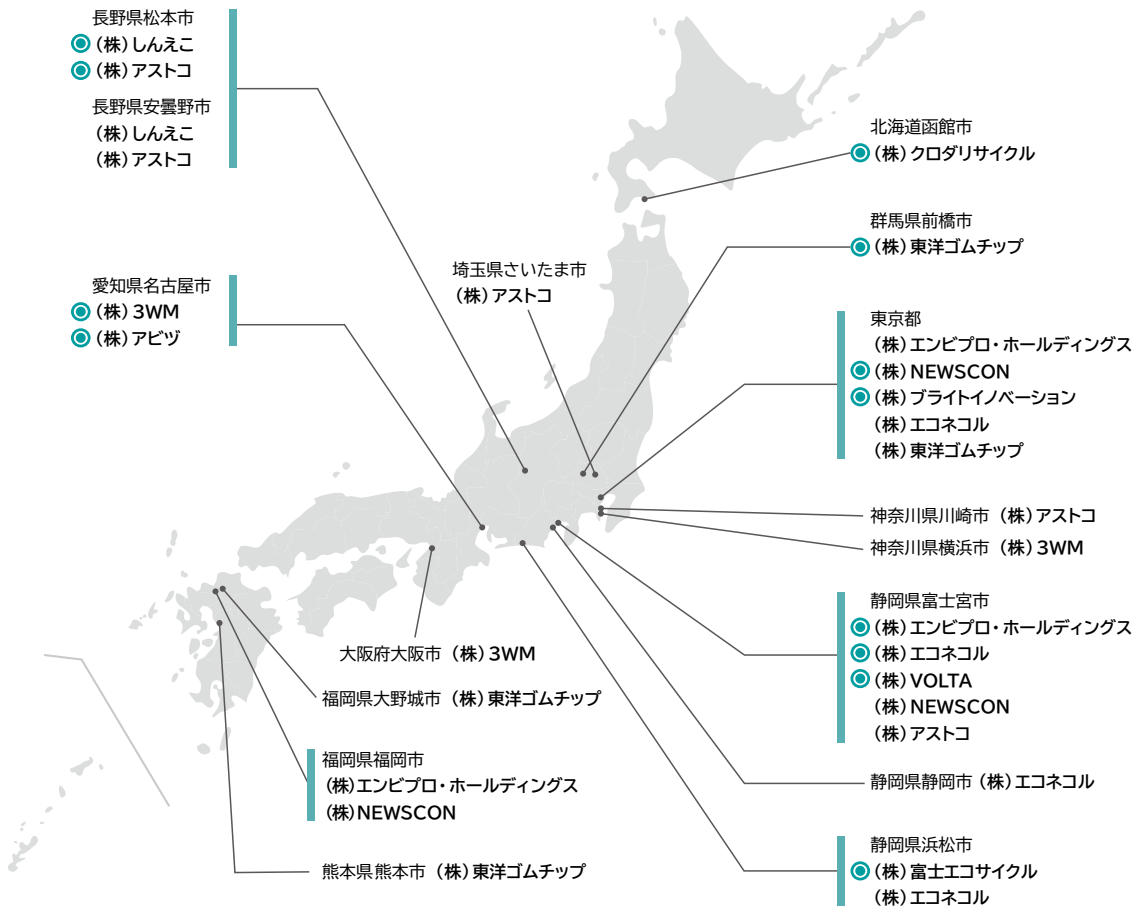 長野県松本市
(株)しんえこ
(株)アストコ
長野県安曇野市
(株)しんえこ
(株)アストコ
愛知県名古屋市
(株)3WM
(株)アビヅ
埼玉県さいたま市
(株)アストコ
北海道函館市
(株)クロダリサイクル
群馬県前橋市
(株)東洋ゴムチップ
東京都
(株)エンビプロ・ホールディングス
(株)NEWSCON
(株)ブライトイノベーション
(株)エコネコル
(株)東洋ゴムチップ
神奈川県川崎市 (株)アストコ
神奈川県横浜市 (株)3WM
静岡県富士宮市
(株)エンビプロ・ホールディングス
(株)エコネコル
(株)VOLTA
(株)NEWSCON
(株)アストコ
静岡県静岡市 (株)エコネコル
静岡県浜松市
(株)富士エコサイクル
(株)エコネコル
大阪府大阪市 (株)3WM
福岡県大野城市 (株)東洋ゴムチップ
福岡県福岡市
(株)エンビプロ・ホールディングス
(株)NEWSCON
熊本県熊本市 (株)東洋ゴムチップ